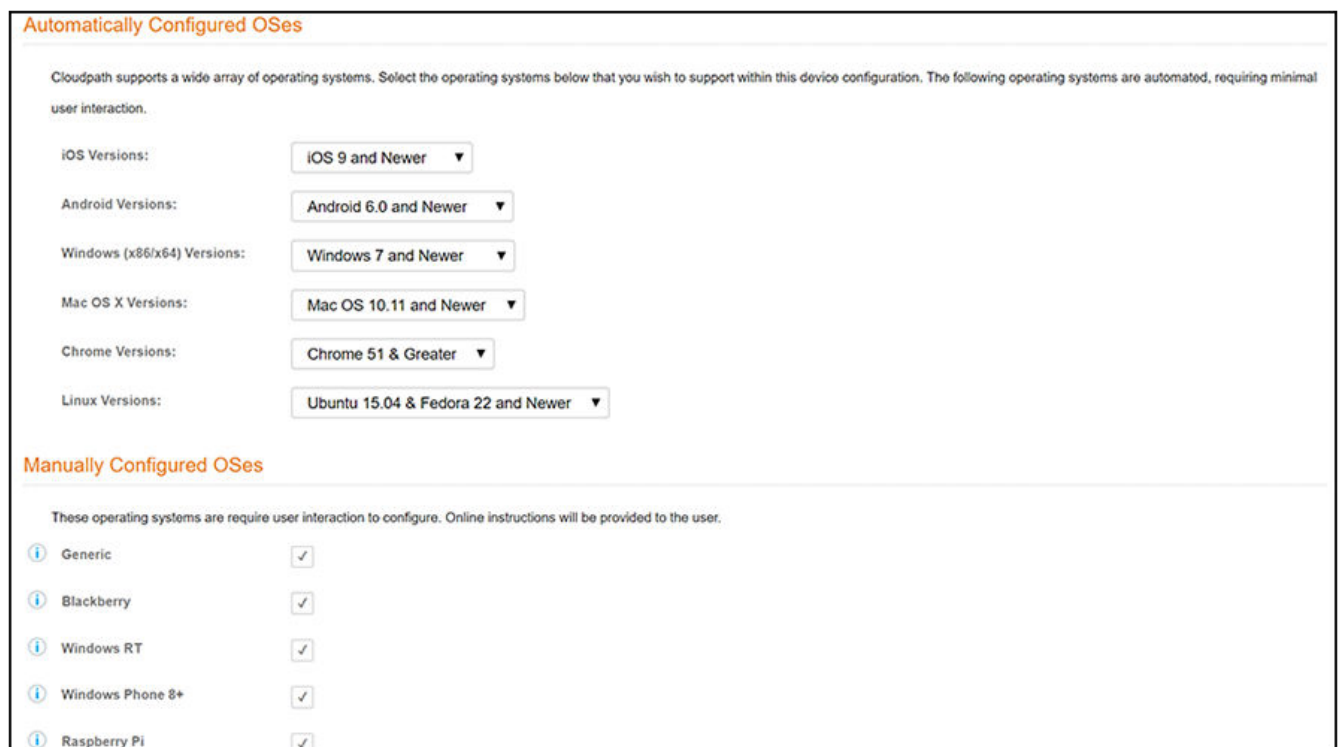 Automatically Configured OSes
Cloudpath supports a wide array of operating systems. Select the operating systems below that you wish to support within this device configuration. The following operating systems are automated, requiring minimal
user interaction.
iOS Versions: iOS 9 and Newer
Android Versions: Android 6.0 and Newer
Windows (x86/x64) Versions: Windows 7 and Newer
Mac OS X Versions: Mac OS 10.11 and Newer
Chrome Versions: Chrome 51 & Greater
Linux Versions: Ubuntu 15.04 & Fedora 22 and Newer
Manually Configured OSes
These operating systems are require user interaction to configure. Online instructions will be provided to the user.
Generic
Blackberry
Windows RT
Windows Phone 8+
Raspberry Pi